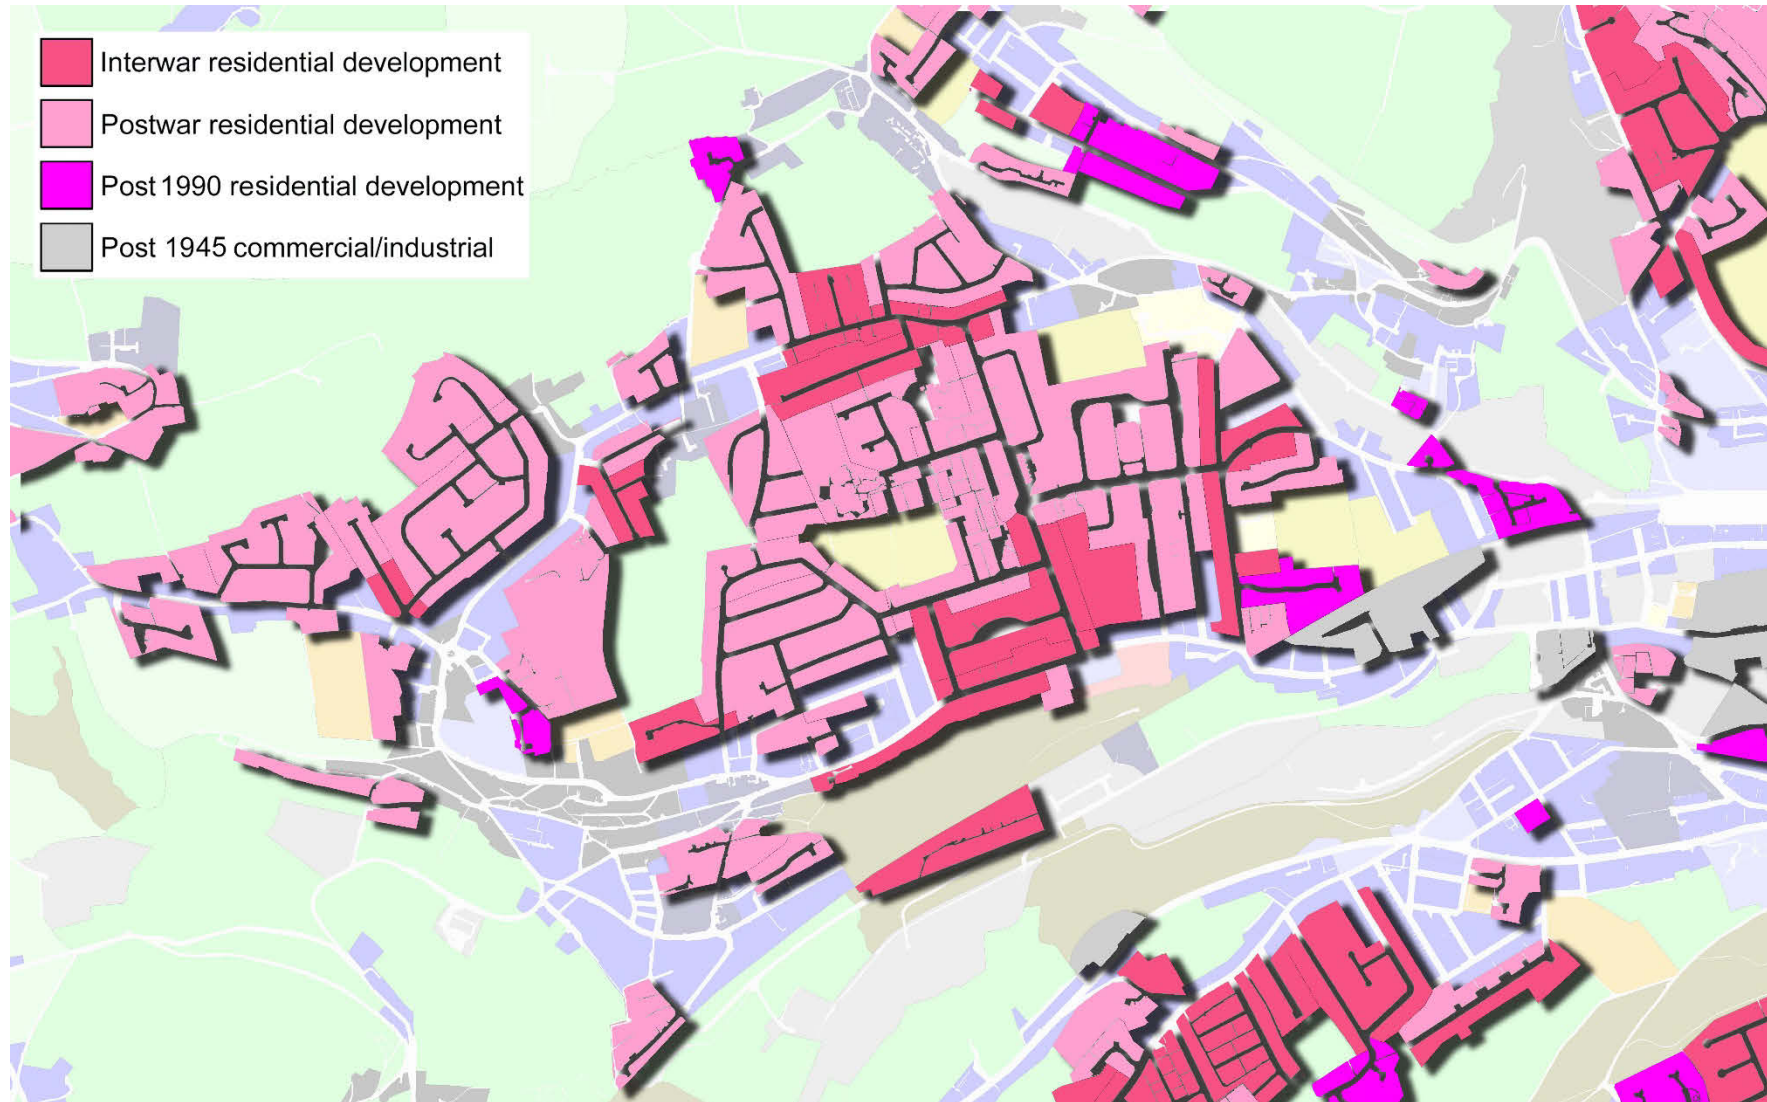 Interwar residential development
Postwar residential development
Post 1990 residential development
Post 1945 commercial/industrial